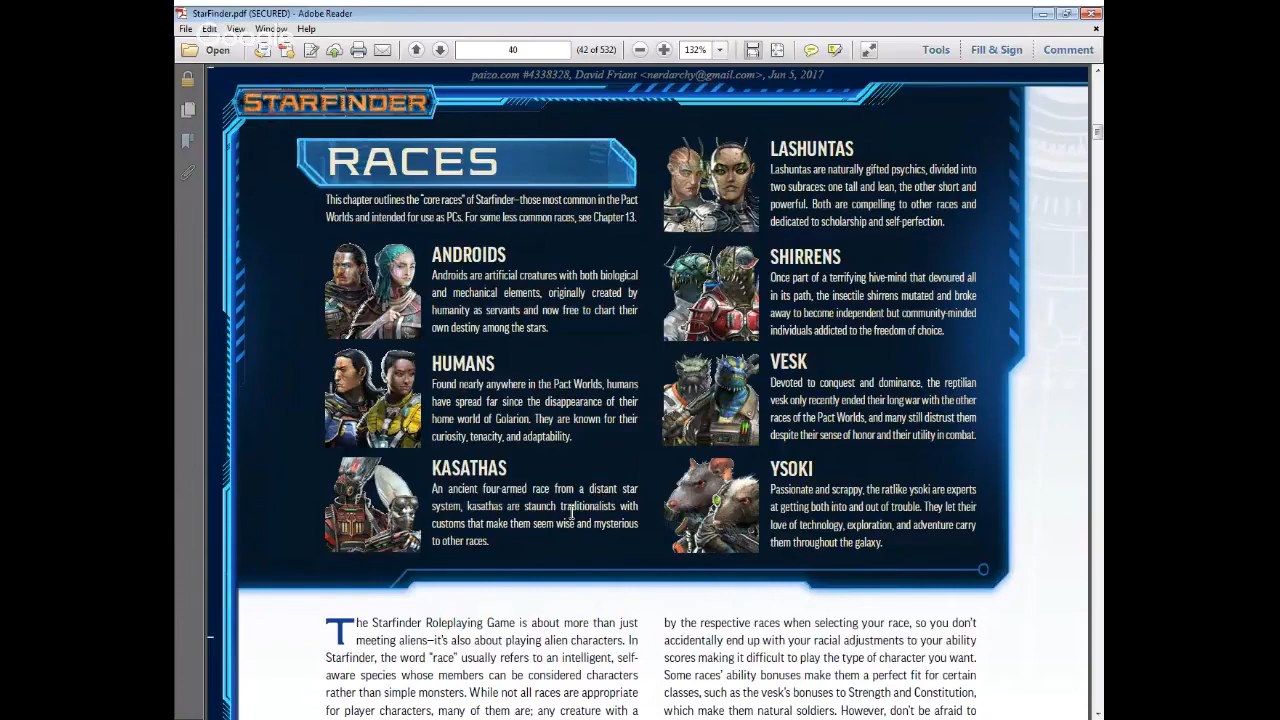 StarFinder.pdf (SECURED) - Adobe Reader
File Edit View Window Help
Google
Open 40 (42 of 532) 132% Tools Fill & Sign Comment
paizo.com #4338328, David Friant <nerdarchy@gmail.com>, Jun 5, 2017
STARFINDER
RACES
This chapter outlines the "core races" of Starfinder—those most common in the Pact
Worlds and intended for use as PCs. For some less common races, see Chapter 13.
ANDROIDS
Androids are artificial creatures with both biological
and mechanical elements, originally created by
humanity as servants and now free to chart their
own destiny among the stars.
HUMANS
Found nearly anywhere in the Pact Worlds, humans
have spread far since the disappearance of their
home world of Golarion. They are known for their
curiosity, tenacity, and adaptability.
KASATHAS
An ancient four-armed race from a distant star
system, kasathas are staunch traditionalists with
customs that make them seem wise and mysterious
to other races.
LASHUNTAS
Lashuntas are naturally gifted psychics, divided into
two subraces: one tall and lean, the other short and
powerful. Both are compelling to other races and
dedicated to scholarship and self-perfection.
SHIRRENS
Once part of a terrifying hive-mind that devoured all
in its path, the insectile shirrens mutated and broke
away to become independent but community-minded
individuals addicted to the freedom of choice.
VESK
Devoted to conquest and dominance, the reptilian
vesk only recently ended their long war with the other
races of the Pact Worlds, and many still distrust them
despite their sense of honor and their utility in combat.
YSOKI
Passionate and scrappy, the ratlike ysoki are experts
at getting both into and out of trouble. They let their
love of technology, exploration, and adventure carry
them throughout the galaxy.
The Starfinder Roleplaying Game is about more than just
meeting aliens—it's also about playing alien characters. In
Starfinder, the word "race" usually refers to an intelligent, self-
aware species whose members can be considered characters
rather than simple monsters. While not all races are appropriate
for player characters, many of them are; any creature with a
by the respective races when selecting your race, so you don't
accidentally end up with your racial adjustments to your ability
scores making it difficult to play the type of character you want.
Some races' ability bonuses make them a perfect fit for certain
classes, such as the vesk's bonuses to Strength and Constitution,
which make them natural soldiers. However, don't be afraid to